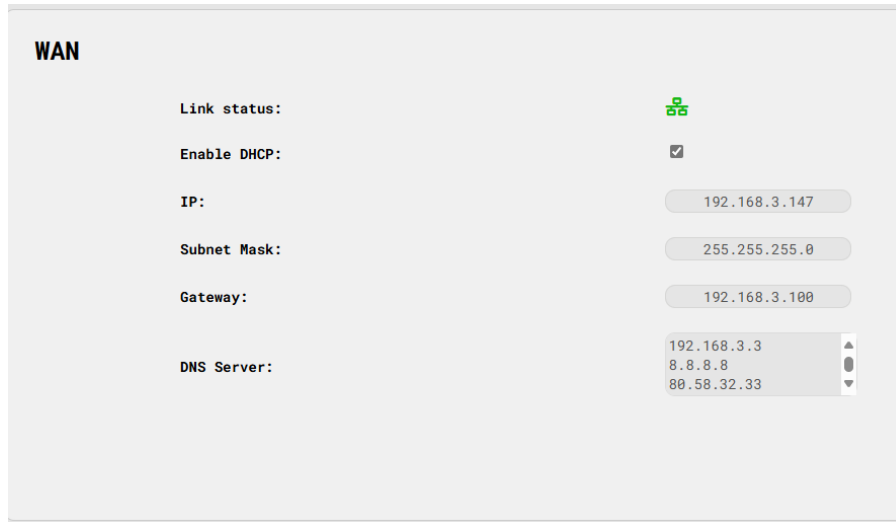 WAN
Link status:
Enable DHCP:
IP: 192.168.3.147
Subnet Mask: 255.255.255.0
Gateway: 192.168.3.100
DNS Server: 192.168.3.3
8.8.8.8
80.58.32.33